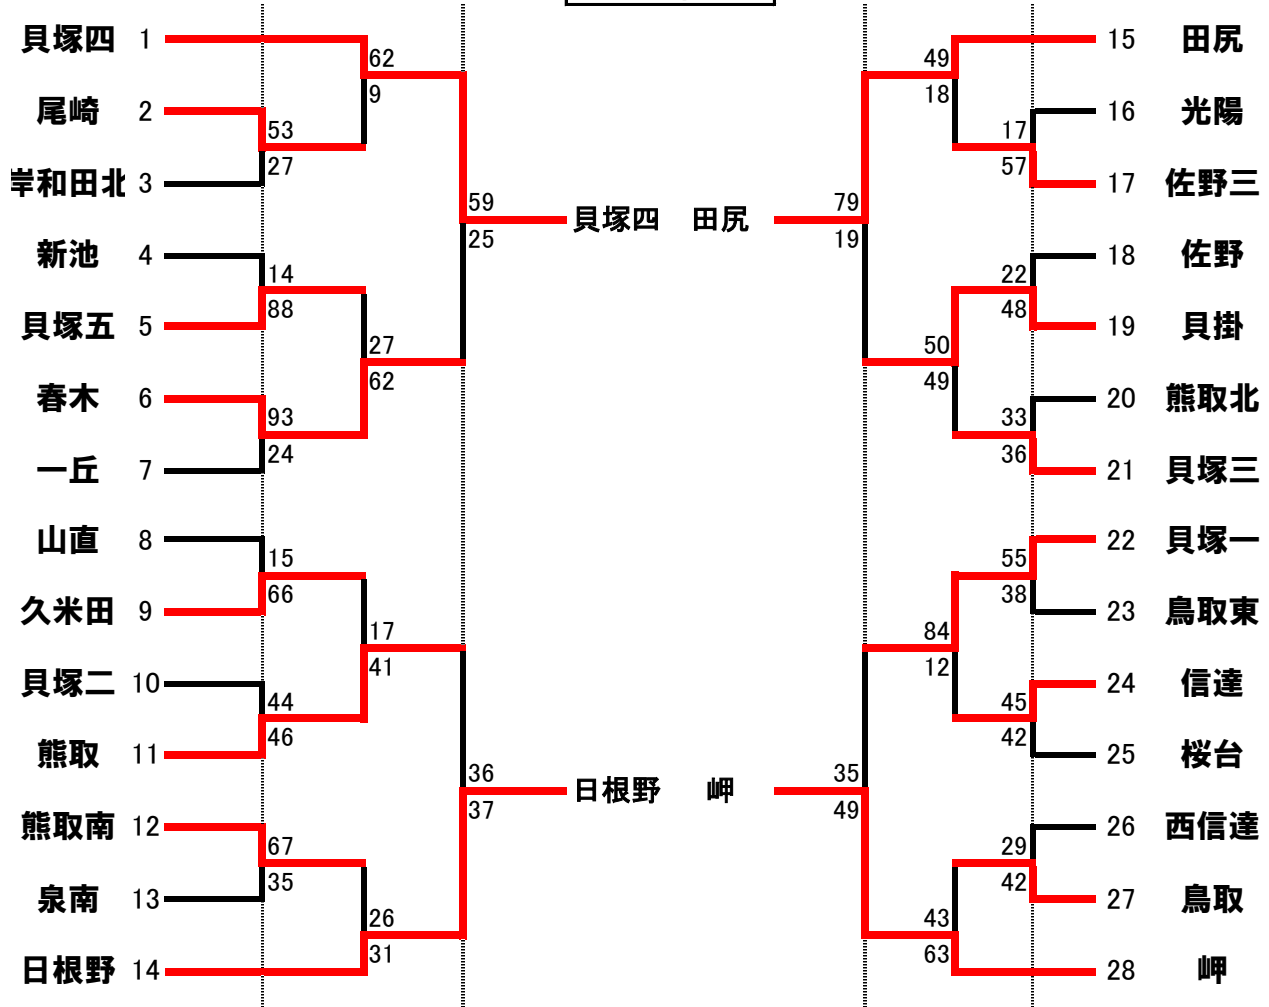 貝塚四 1 62 49 15 田尻
9 18
尾崎 2 53 17 16 光陽
27 57
岸和田北 3 17 佐野三
59 貝塚四 田尻 79
25 19
新池 4 14 22 18 佐野
88 48
貝塚五 5 19 貝掛
27 50
62 49
春木 6 93 33 20 熊取北
24 36
一丘 7 21 貝塚三
山直 8 15 55 22 貝塚一
66 38
久米田 9 23 鳥取東
17 84
41 12
貝塚二 10 44 45 24 信達
46 42
熊取 11 25 桜台
36 日根野 岬 35
37 49
熊取南 12 67 29 26 西信達
35 42
泉南 13 27 鳥取
26 43
31 63
日根野 14 28 岬